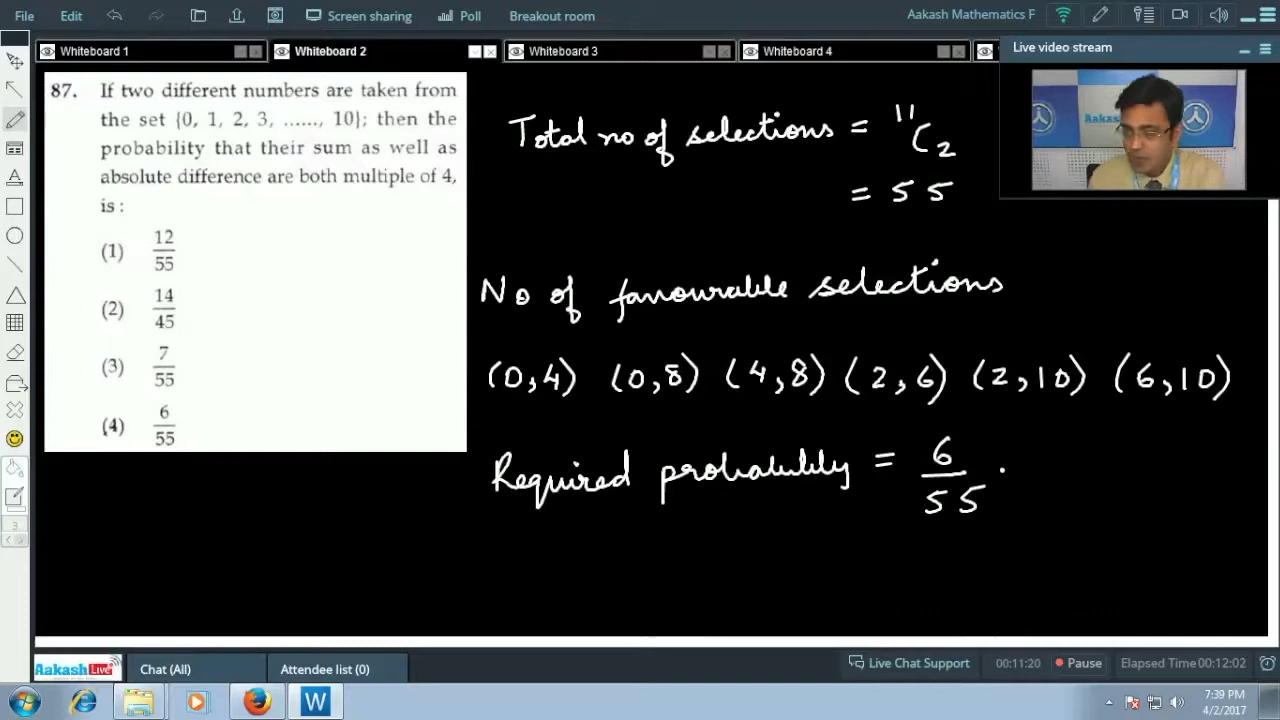 File Edit Screen sharing Poll Breakout room Aakash Mathematics F
Whiteboard 1 Whiteboard 2 Whiteboard 3 Whiteboard 4
Live video stream
Aakash
87. If two different numbers are taken from
the set {0, 1, 2, 3, ......, 10}; then the
probability that their sum as well as
absolute difference are both multiple of 4,
is :
(1) 12/55
(2) 14/45
(3) 7/55
(4) 6/55
Total no of selections = ¹¹C₂
= 55
No of favourable selections
(0,4) (0,8) (4,8) (2,6) (2,10) (6,10)
Required probability = 6/55 .
3
Aakash Live Chat (All) Attendee list (0) Live Chat Support 00:11:20 Pause Elapsed Time 00:12:02
W
7:39 PM
4/2/2017